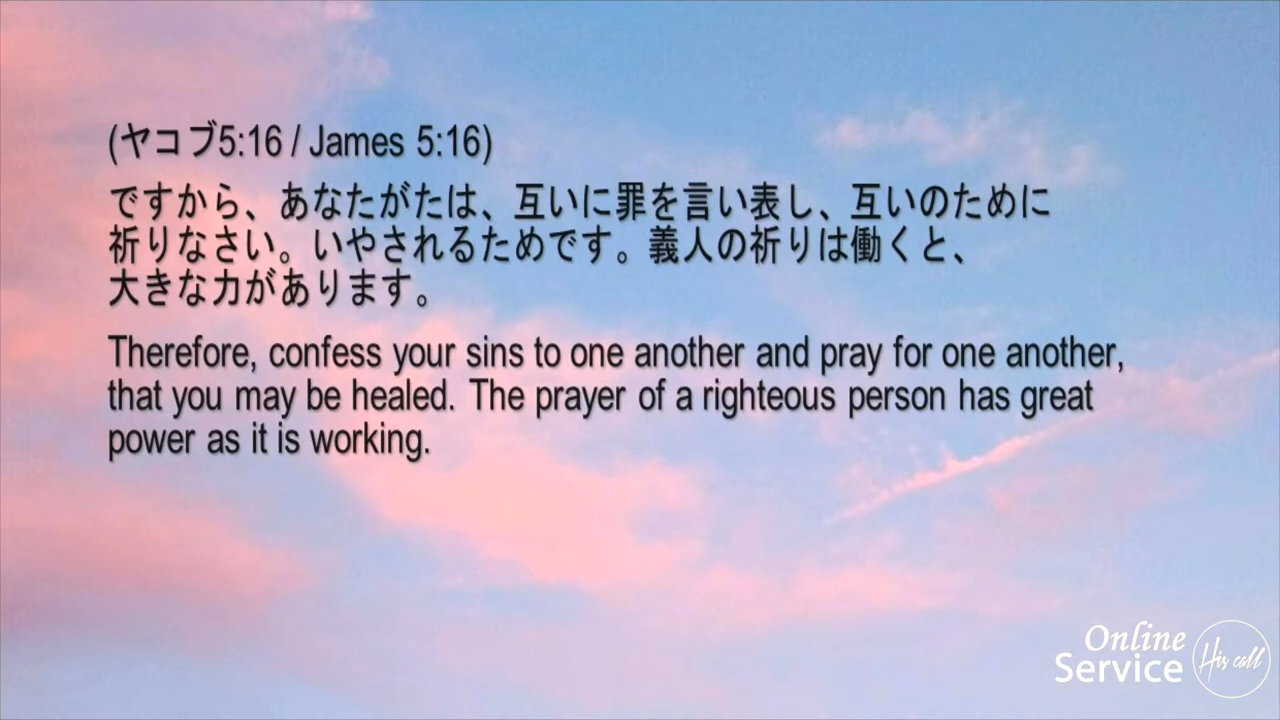 (ヤコブ5:16 / James 5:16)
ですから、あなたがたは、互いに罪を言い表し、互いのために
祈りなさい。いやされるためです。義人の祈りは働くと、
大きな力があります。
Therefore, confess your sins to one another and pray for one another,
that you may be healed. The prayer of a righteous person has great
power as it is working.
Online
Service
His call